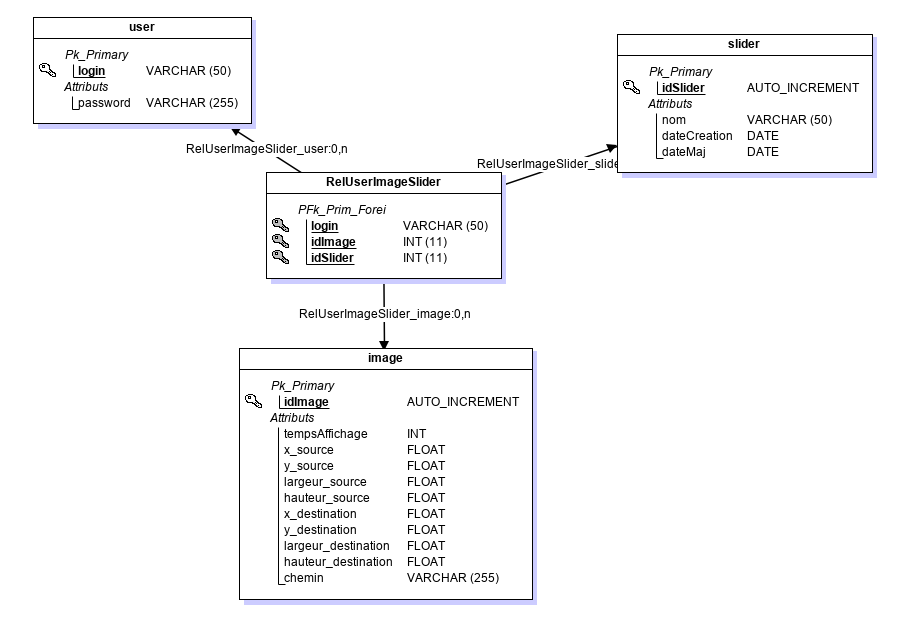 user
Pk_Primary
login VARCHAR (50)
Attributs
password VARCHAR (255)
slider
Pk_Primary
idSlider AUTO_INCREMENT
Attributs
nom VARCHAR (50)
dateCreation DATE
dateMaj DATE
RelUserImageSlider_user:0,n
RelUserImageSlider_slide
RelUserImageSlider
PFk_Prim_Forei
login VARCHAR (50)
idImage INT (11)
idSlider INT (11)
RelUserImageSlider_image:0,n
image
Pk_Primary
idImage AUTO_INCREMENT
Attributs
tempsAffichage INT
x_source FLOAT
y_source FLOAT
largeur_source FLOAT
hauteur_source FLOAT
x_destination FLOAT
y_destination FLOAT
largeur_destination FLOAT
hauteur_destination FLOAT
chemin VARCHAR (255)